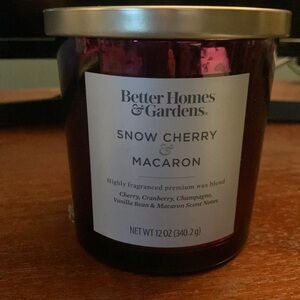 Better Homes
& Gardens®
SNOW CHERRY
&
MACARON
Highly fragranced premium wax blend
Cherry, Cranberry, Champagne,
Vanilla Bean & Macaron Scent Notes
NET WT 12 OZ (340.2 g)